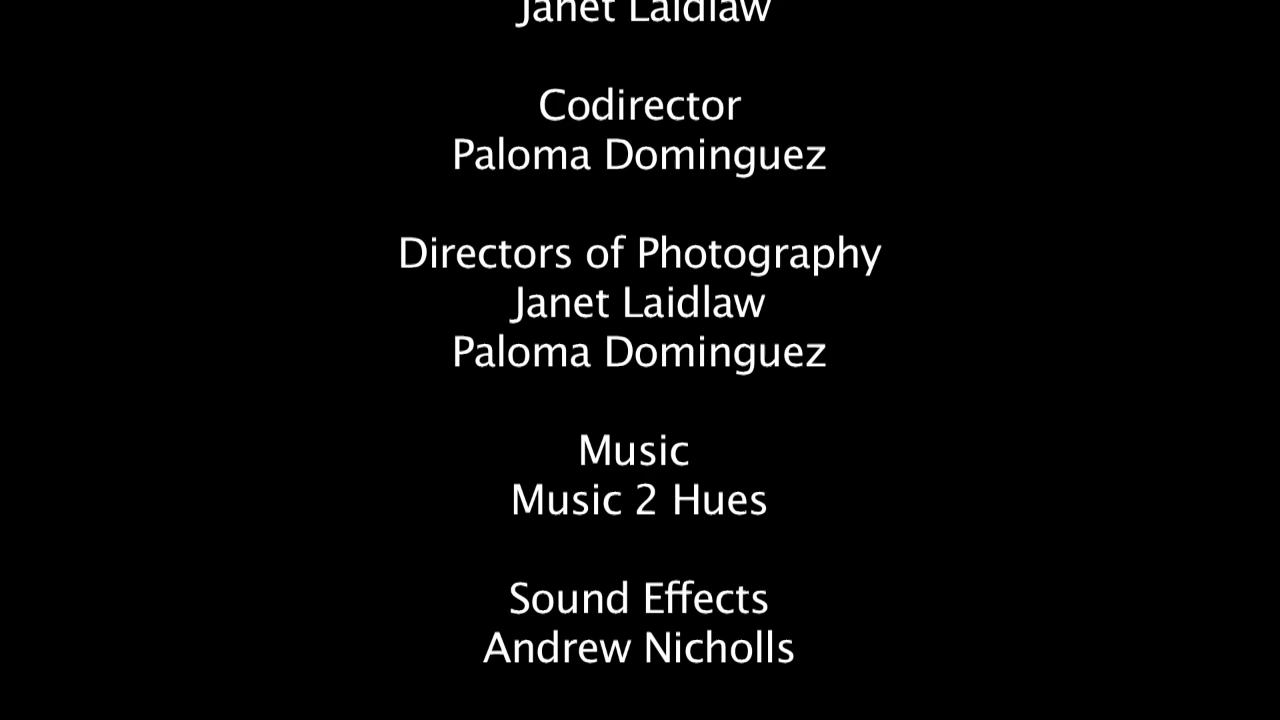 Janet Laidlaw
Codirector
Paloma Dominguez
Directors of Photography
Janet Laidlaw
Paloma Dominguez
Music
Music 2 Hues
Sound Effects
Andrew Nicholls